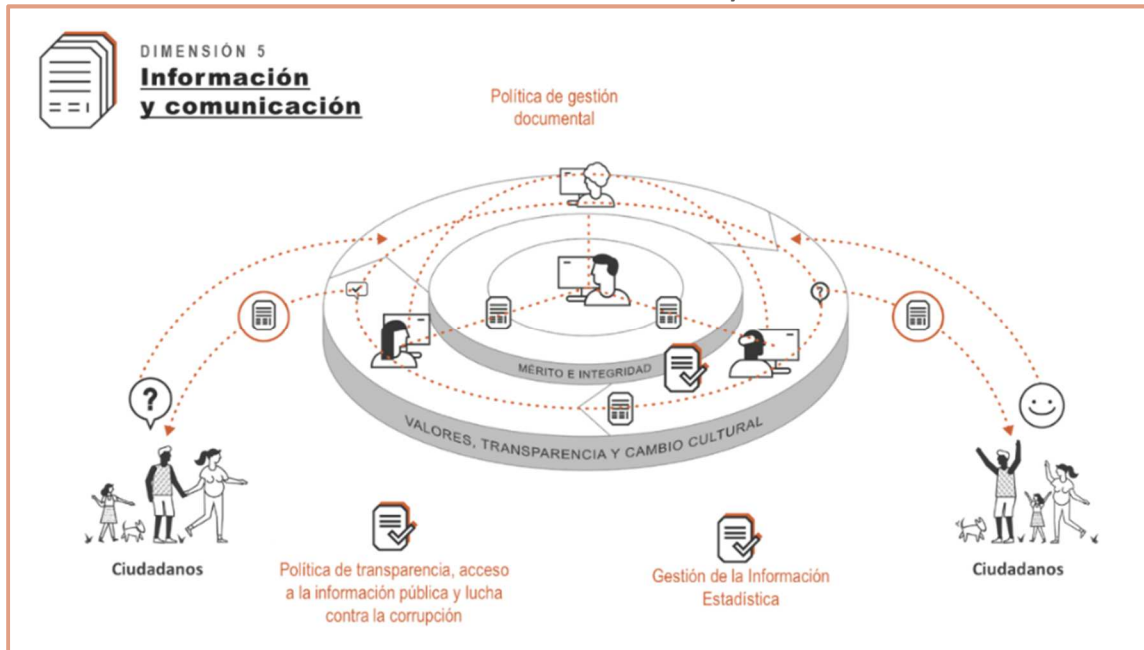 DIMENSIÓN 5
Información
y comunicación
Política de gestión
documental
?
?
MÉRITO E INTEGRIDAD
VALORES, TRANSPARENCIA Y CAMBIO CULTURAL
Ciudadanos
Política de transparencia, acceso
a la información pública y lucha
contra la corrupción
Gestión de la Información
Estadística
Ciudadanos